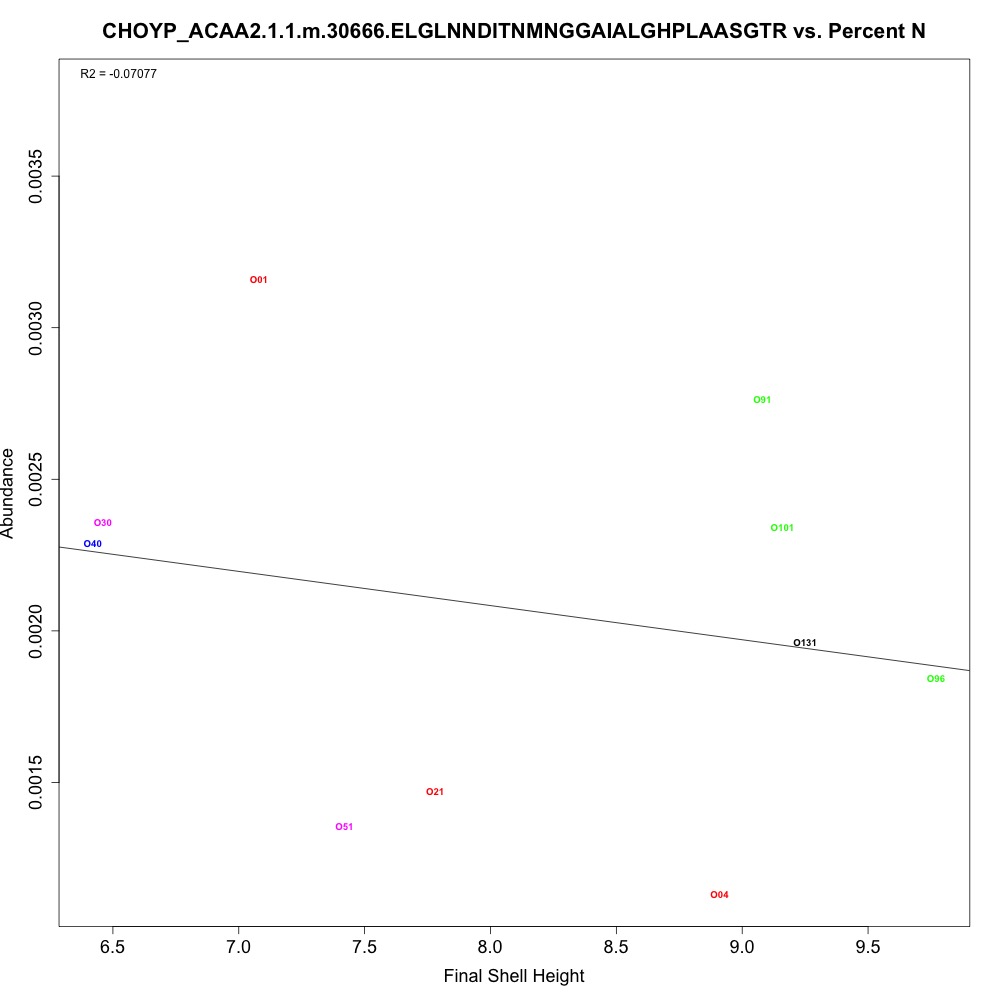 CHOYP_ACAA2.1.1.m.30666.ELGLNNDITNMNGGAIALGHPLAASGTR vs. Percent N
R2 = -0.07077
0.0035
O01
0.0030
O91
0.0025
Abundance
O30
O101
O40
0.0020
O131
O96
0.0015
O21
O51
O04
6.5 7.0 7.5 8.0 8.5 9.0 9.5
Final Shell Height